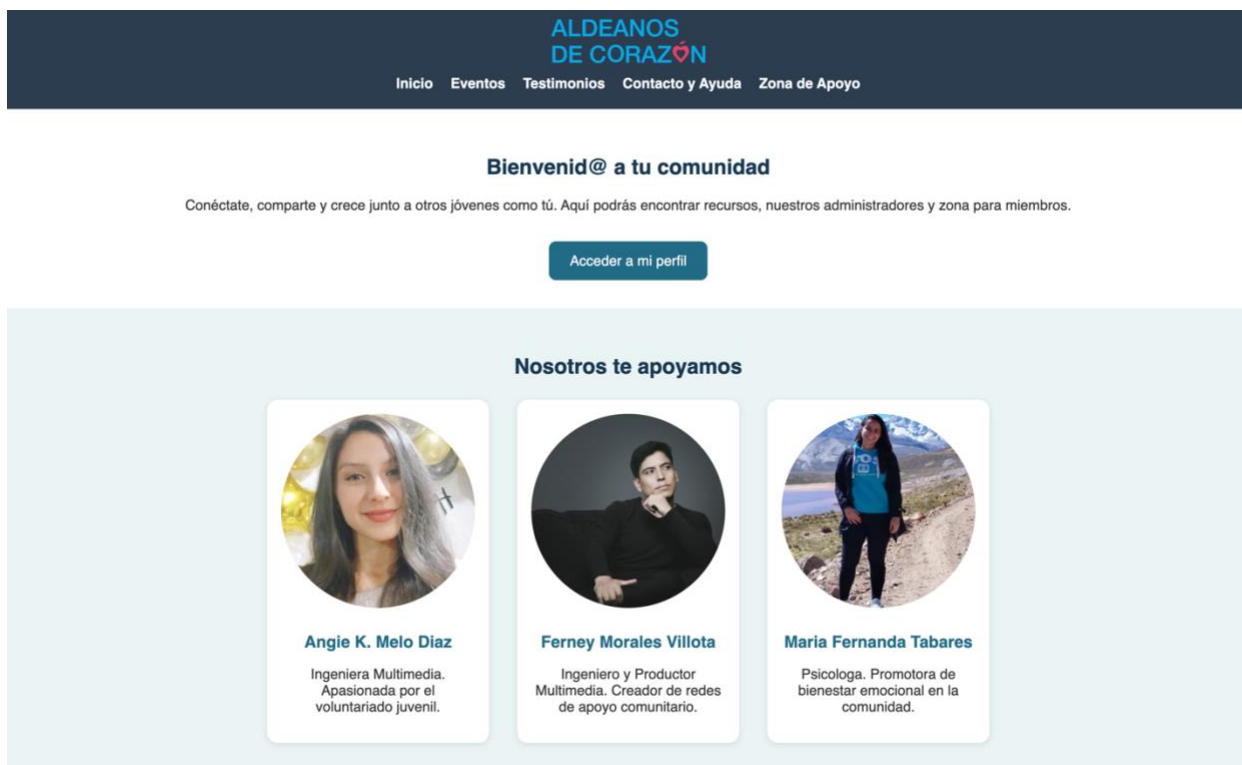 ALDEANOS
DE CORAZÓN
Inicio Eventos Testimonios Contacto y Ayuda Zona de Apoyo
Bienvenid@ a tu comunidad
Conéctate, comparte y crece junto a otros jóvenes como tú. Aquí podrás encontrar recursos, nuestros administradores y zona para miembros.
Acceder a mi perfil
Nosotros te apoyamos
Angie K. Melo Diaz
Ingeniera Multimedia.
Apasionada por el
voluntariado juvenil.
Ferney Morales Villota
Ingeniero y Productor
Multimedia. Creador de redes
de apoyo comunitario.
Maria Fernanda Tabares
Psicologa. Promotora de
bienestar emocional en la
comunidad.